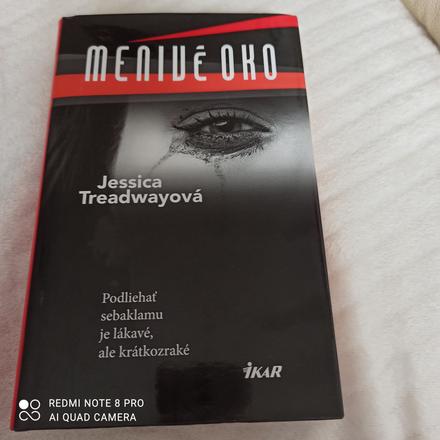 MENIVÉ OKO
Jessica
Treadwayová
Podliehať
sebaklamu
je lákavé,
ale krátkozraké
IKAR
REDMI NOTE 8 PRO
AI QUAD CAMERA